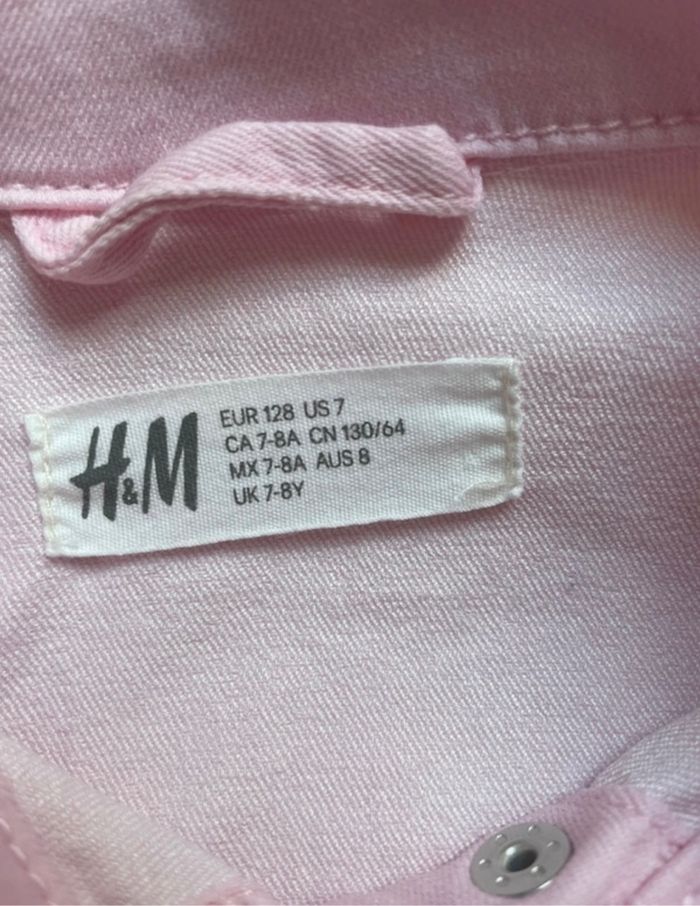 H&M
EUR 128 US 7
CA 7-8A CN 130/64
MX 7-8A AUS 8
UK 7-8Y